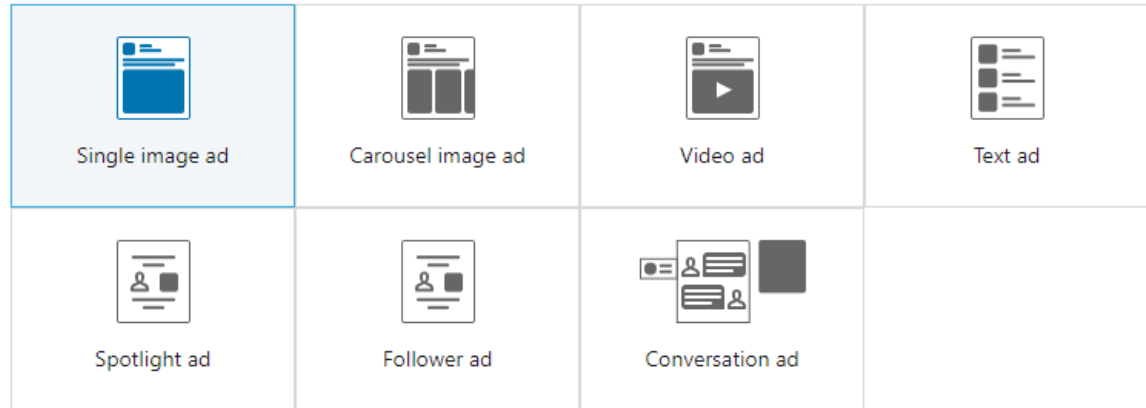 Single image ad
Carousel image ad
Video ad
Text ad
Spotlight ad
Follower ad
Conversation ad